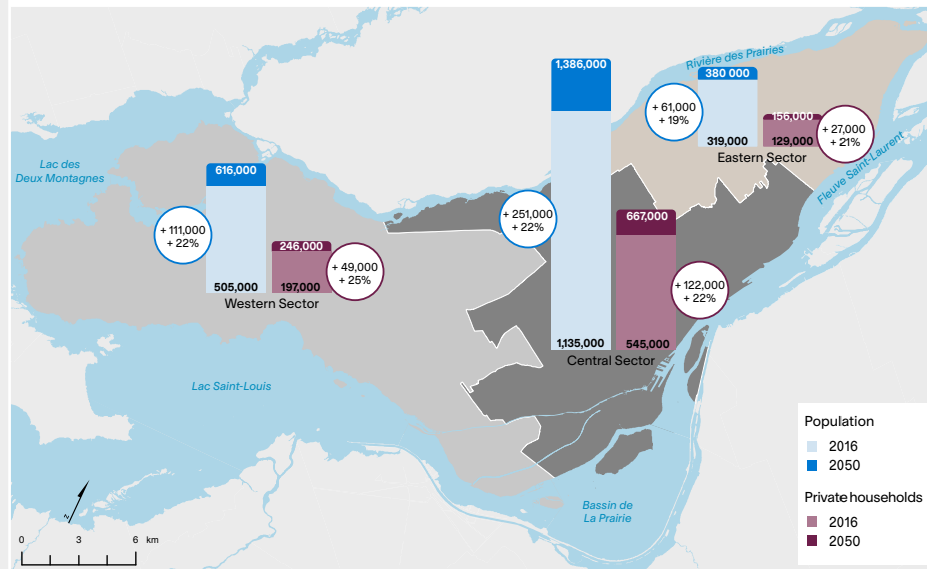 1,386,000
Rivière des Prairies
380 000
+ 61,000
+ 19%
156,000
+ 27,000
+ 21%
319,000
129,000
Eastern Sector
Fleuve Saint-Laurent
Lac des
Deux Montagnes
616,000
+ 111,000
+ 22%
246,000
+ 49,000
+ 25%
505,000
197,000
Western Sector
+ 251,000
+ 22%
667,000
+ 122,000
+ 22%
1,135,000
545,000
Central Sector
Lac Saint-Louis
Bassin de
La Prairie
Population
2016
2050
Private households
2016
2050
N
0 3 6 km